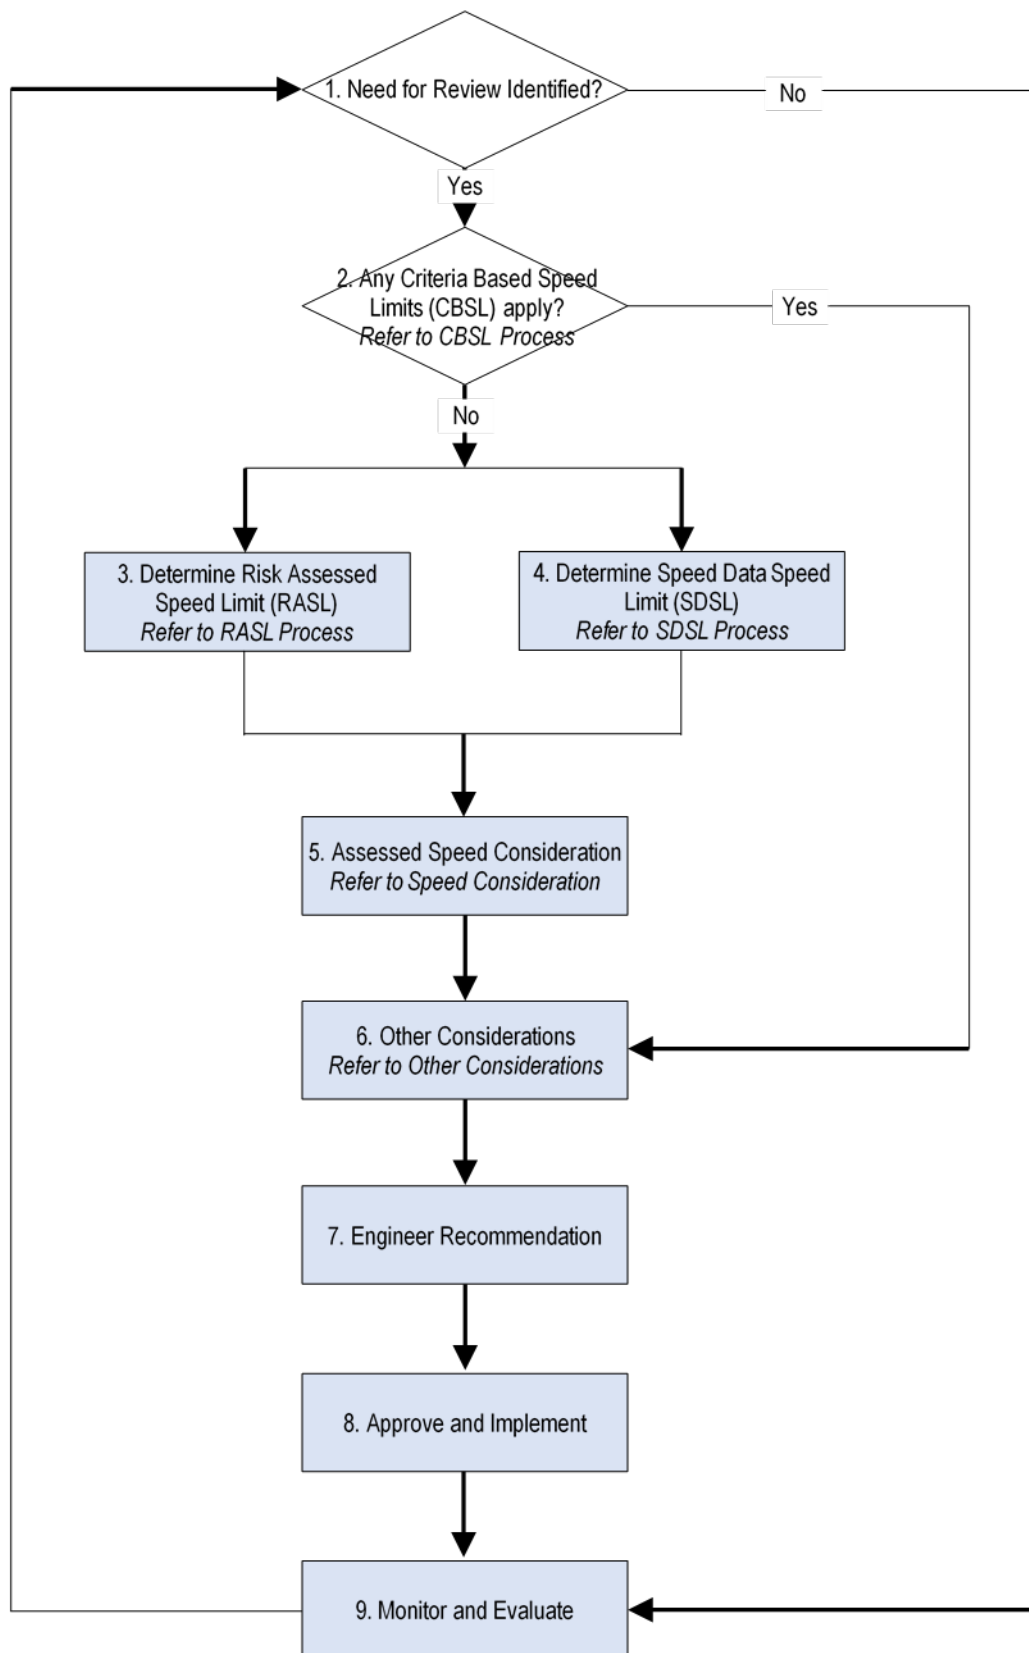 1. Need for Review Identified?
No
Yes
2. Any Criteria Based Speed
Limits (CBSL) apply?
Refer to CBSL Process
Yes
No
3. Determine Risk Assessed
Speed Limit (RASL)
Refer to RASL Process
4. Determine Speed Data Speed
Limit (SDSL)
Refer to SDSL Process
5. Assessed Speed Consideration
Refer to Speed Consideration
6. Other Considerations
Refer to Other Considerations
7. Engineer Recommendation
8. Approve and Implement
9. Monitor and Evaluate